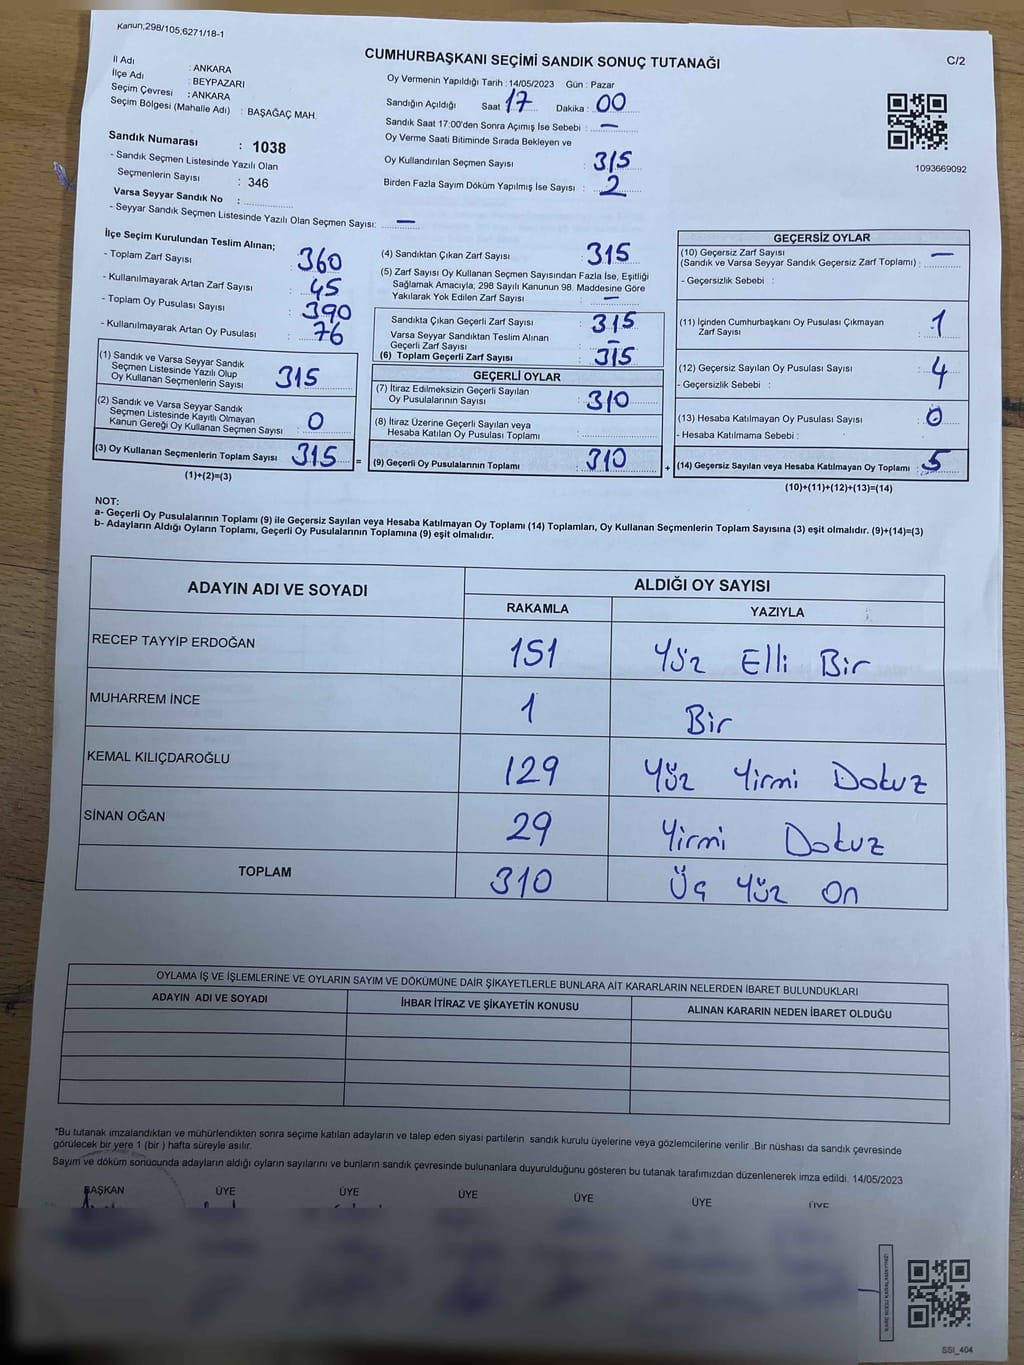 Kanun;298/105;6271/18-1
CUMHURBAŞKANI SEÇİMİ SANDIK SONUÇ TUTANAĞI
C/2
İl Adı : ANKARA
İlçe Adı : BEYPAZARI
Seçim Çevresi : ANKARA
Seçim Bölgesi (Mahalle Adı) : BAŞAĞAÇ MAH.
Sandık Numarası : 1038
- Sandık Seçmen Listesinde Yazılı Olan
Seçmenlerin Sayısı : 346
Varsa Seyyar Sandık No :
- Seyyar Sandık Seçmen Listesinde Yazılı Olan Seçmen Sayısı: —
Oy Vermenin Yapıldığı Tarih : 14/05/2023 Gün : Pazar
Sandığın Açıldığı Saat 17 Dakika : 00
Sandık Saat 17:00'den Sonra Açımış İse Sebebi : —
Oy Verme Saati Bitiminde Sırada Bekleyen ve
Oy Kullandırılan Seçmen Sayısı : 315
Birden Fazla Sayım Döküm Yapılmış İse Sayısı : 2
1093669092
İlçe Seçim Kurulundan Teslim Alınan;
- Toplam Zarf Sayısı : 360
- Kullanılmayarak Artan Zarf Sayısı : 45
- Toplam Oy Pusulası Sayısı : 390
- Kullanılmayarak Artan Oy Pusulası : 76
(1) Sandık ve Varsa Seyyar Sandık
Seçmen Listesinde Yazılı Olup
Oy Kullanan Seçmenlerin Sayısı : 315
(2) Sandık ve Varsa Seyyar Sandık
Seçmen Listesinde Kayıtlı Olmayan
Kanun Gereği Oy Kullanan Seçmen Sayısı : 0
(3) Oy Kullanan Seçmenlerin Toplam Sayısı : 315 =
(1)+(2)=(3)
(4) Sandıktan Çıkan Zarf Sayısı : 315
(5) Zarf Sayısı Oy Kullanan Seçmen Sayısından Fazla İse, Eşitliği
Sağlamak Amacıyla, 298 Sayılı Kanunun 98. Maddesine Göre
Yakılarak Yok Edilen Zarf Sayısı : —
Sandıkta Çıkan Geçerli Zarf Sayısı : 315
Varsa Seyyar Sandıktan Teslim Alınan
Geçerli Zarf Sayısı : —
(6) Toplam Geçerli Zarf Sayısı : 315
GEÇERLİ OYLAR
(7) İtiraz Edilmeksizin Geçerli Sayılan
Oy Pusulalarının Sayısı : 310
(8) İtiraz Üzerine Geçerli Sayılan veya
Hesaba Katılan Oy Pusulası Toplamı :
(9) Geçerli Oy Pusulalarının Toplamı : 310 +
GEÇERSİZ OYLAR
(10) Geçersiz Zarf Sayısı
(Sandık ve Varsa Seyyar Sandık Geçersiz Zarf Toplamı) : —
- Geçersizlik Sebebi :
(11) İçinden Cumhurbaşkanı Oy Pusulası Çıkmayan
Zarf Sayısı : 1
(12) Geçersiz Sayılan Oy Pusulası Sayısı : 4
- Geçersizlik Sebebi :
(13) Hesaba Katılmayan Oy Pusulası Sayısı : 0
- Hesaba Katılmama Sebebi :
(14) Geçersiz Sayılan veya Hesaba Katılmayan Oy Toplamı : 5
(10)+(11)+(12)+(13)=(14)
NOT:
a- Geçerli Oy Pusulalarının Toplamı (9) ile Geçersiz Sayılan veya Hesaba Katılmayan Oy Toplamı (14) Toplamları, Oy Kullanan Seçmenlerin Toplam Sayısına (3) eşit olmalıdır. (9)+(14)=(3)
b- Adayların Aldığı Oyların Toplamı, Geçerli Oy Pusulalarının Toplamına (9) eşit olmalıdır.
ADAYIN ADI VE SOYADI
ALDIĞI OY SAYISI
RAKAMLA YAZIYLA
RECEP TAYYİP ERDOĞAN 151 Yüz Elli Bir
MUHARREM İNCE 1 Bir
KEMAL KILIÇDAROĞLU 129 Yüz Yirmi Dokuz
SİNAN OĞAN 29 Yirmi Dokuz
TOPLAM 310 Üç Yüz On
OYLAMA İŞ VE İŞLEMLERİNE VE OYLARIN SAYIM VE DÖKÜMÜNE DAİR ŞİKAYETLERLE BUNLARA AİT KARARLARIN NELERDEN İBARET BULUNDUKLARI
ADAYIN ADI VE SOYADI İHBAR İTİRAZ VE ŞİKAYETİN KONUSU ALINAN KARARIN NEDEN İBARET OLDUĞU
*Bu tutanak imzalandıktan ve mühürlendikten sonra seçime katılan adayların ve talep eden siyasi partilerin sandık kurulu üyelerine veya gözlemcilerine verilir .Bir nüshası da sandık çevresinde
görülecek bir yere 1 (bir ) hafta süreyle asılır.
Sayım ve döküm sonucunda adayların aldığı oyların sayılarını ve bunların sandık çevresinde bulunanlara duyurulduğunu gösteren bu tutanak tarafımızdan düzenlenerek imza edildi. 14/05/2023
BAŞKAN ÜYE ÜYE ÜYE ÜYE ÜYE ÜYE
SSI_404